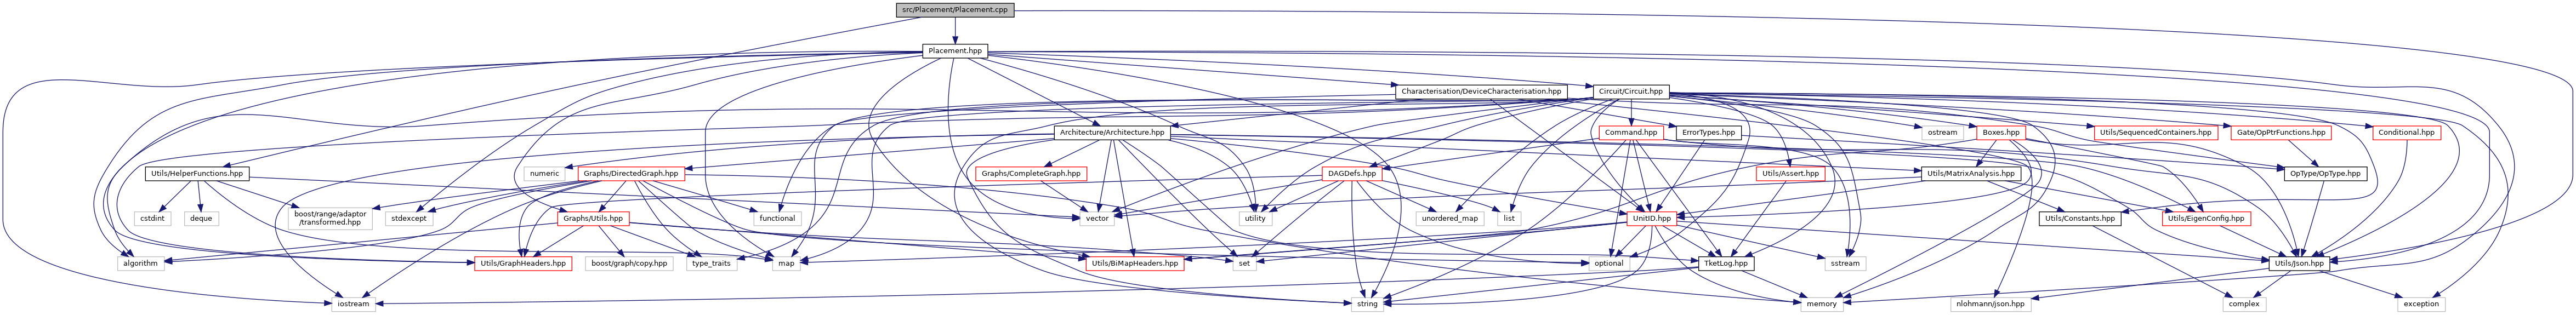 src/Placement/Placement.cpp
Placement.hpp
Characterisation/DeviceCharacterisation.hpp
Circuit/Circuit.hpp
Architecture/Architecture.hpp
Command.hpp
ErrorTypes.hpp
ostream
Boxes.hpp
Utils/SequencedContainers.hpp
Gate/OpPtrFunctions.hpp
Conditional.hpp
Utils/HelperFunctions.hpp
numeric
Graphs/DirectedGraph.hpp
Graphs/CompleteGraph.hpp
DAGDefs.hpp
Utils/Assert.hpp
Utils/MatrixAnalysis.hpp
OpType/OpType.hpp
cstdint
deque
boost/range/adaptor
/transformed.hpp
stdexcept
Graphs/Utils.hpp
functional
vector
utility
unordered_map
list
UnitID.hpp
Utils/Constants.hpp
Utils/EigenConfig.hpp
algorithm
Utils/GraphHeaders.hpp
boost/graph/copy.hpp
type_traits
map
Utils/BiMapHeaders.hpp
set
optional
TketLog.hpp
sstream
Utils/Json.hpp
iostream
string
memory
nlohmann/json.hpp
complex
exception